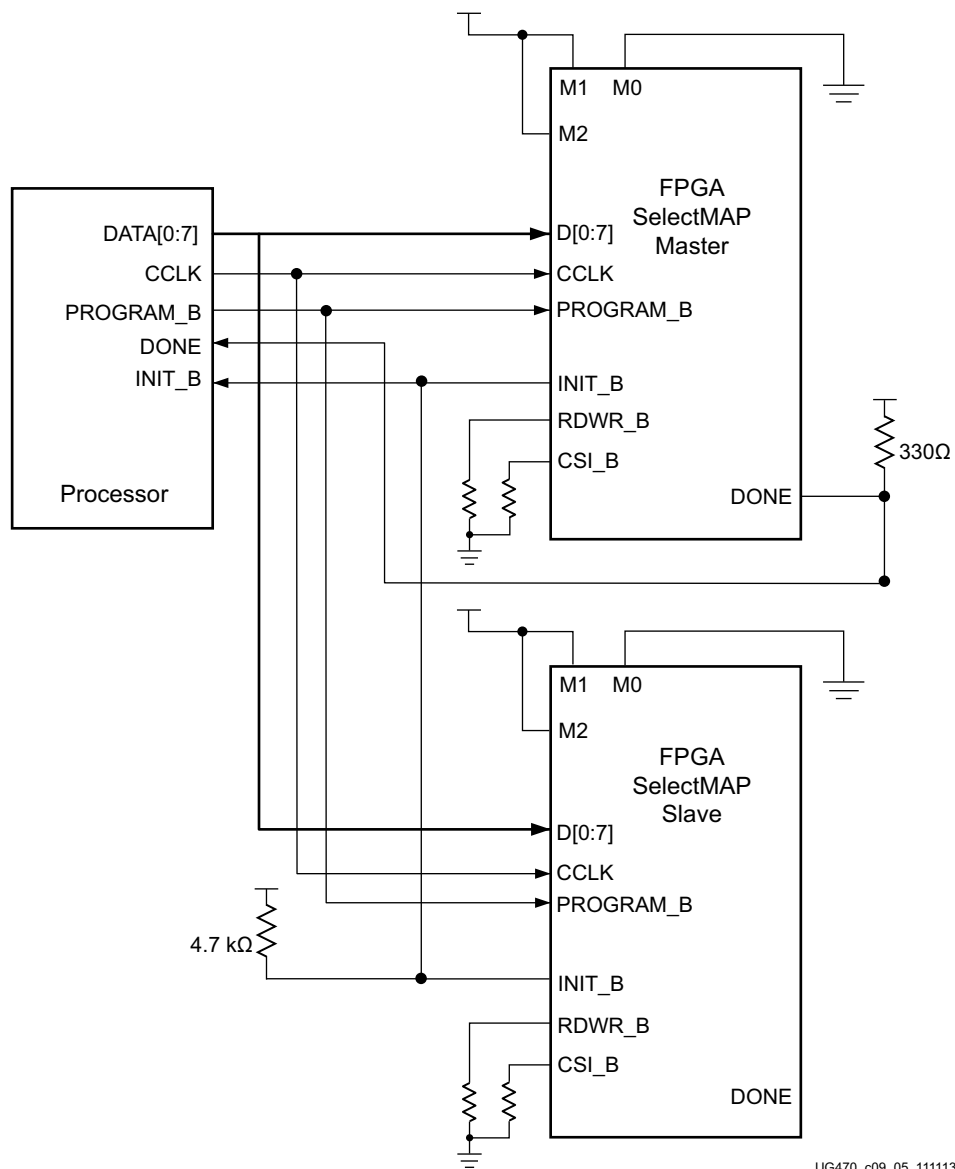 M1 M0
M2
FPGA
SelectMAP
Master
DATA[0:7]
CCLK
PROGRAM_B
DONE
INIT_B
Processor
D[0:7]
CCLK
PROGRAM_B
INIT_B
RDWR_B
CSI_B
DONE
330Ω
M1 M0
M2
FPGA
SelectMAP
Slave
D[0:7]
CCLK
PROGRAM_B
4.7 kΩ
INIT_B
RDWR_B
CSI_B
DONE
UG470_c09_05_111113